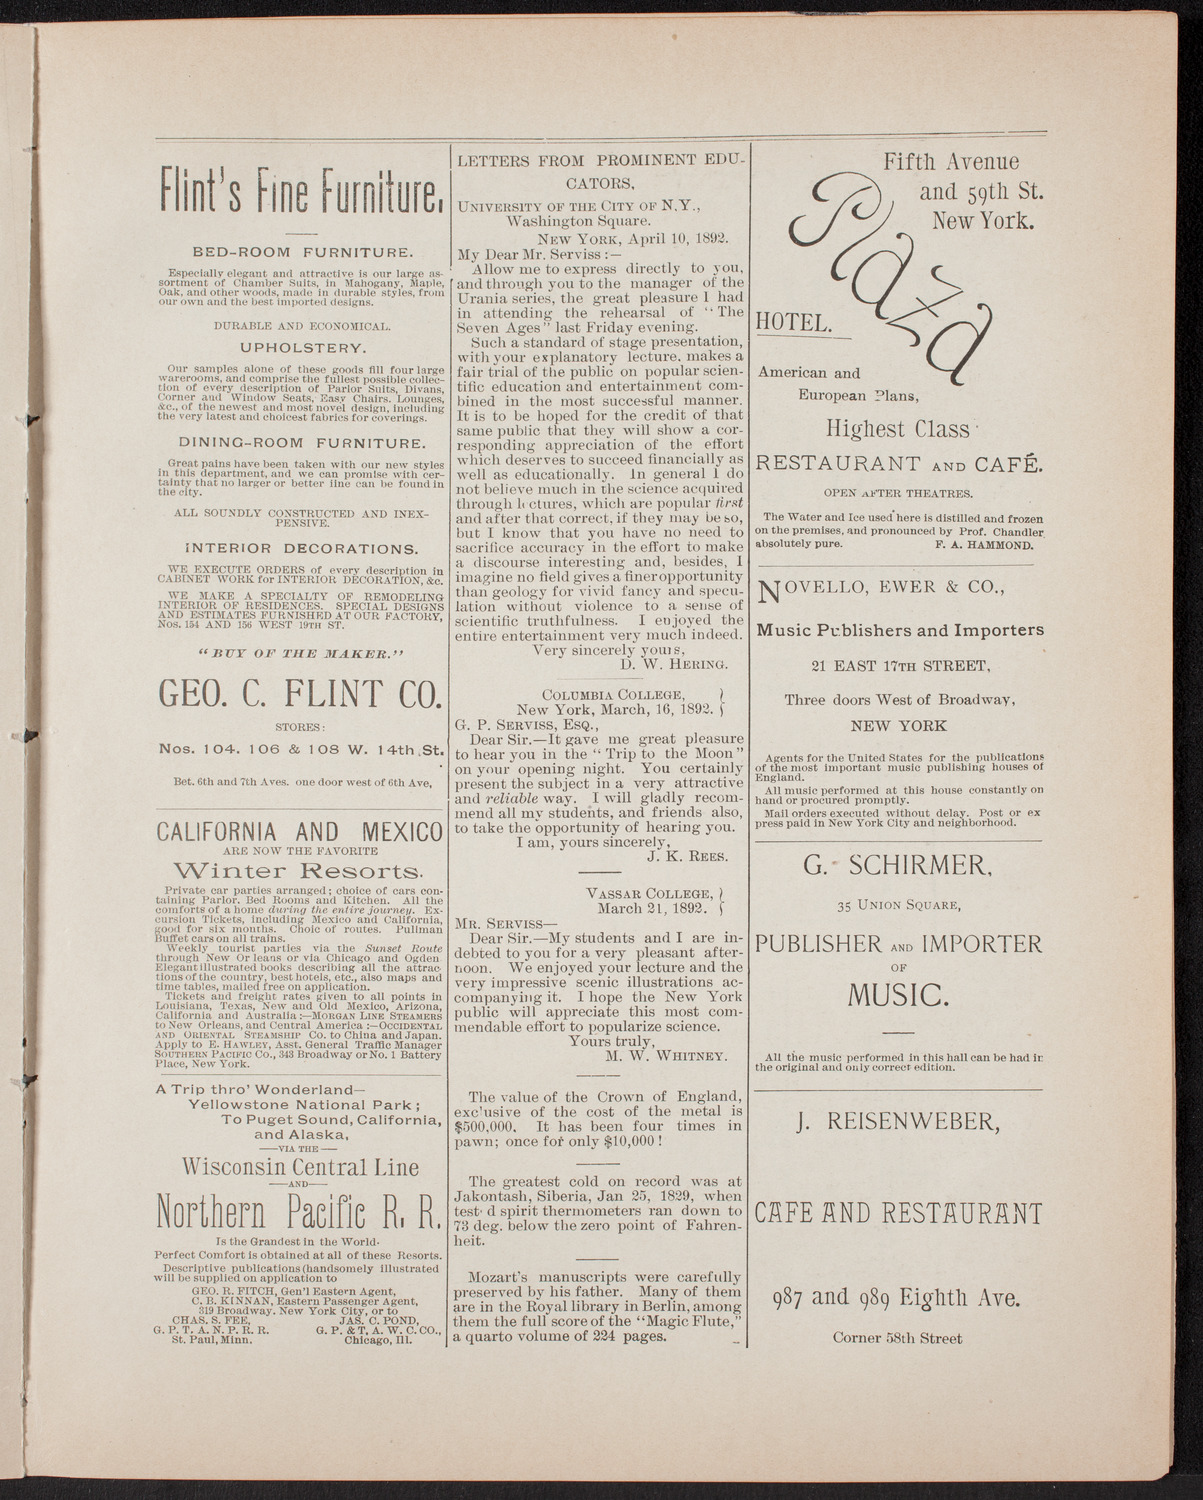 Flint's Fine Furniture.
BED-ROOM FURNITURE.
Especially elegant and attractive is our large as-
sortment of Chamber Suits, in Mahogany, Maple,
Oak, and other woods, made in durable styles, from
our own and the best imported designs.
DURABLE AND ECONOMICAL.
UPHOLSTERY.
Our samples alone of these goods fill four large
warerooms, and comprise the fullest possible collec-
tion of every description of Parlor Suits, Divans,
Corner and Window Seats, Easy Chairs. Lounges,
&c., of the newest and most novel design, including
the very latest and choicest fabrics for coverings.
DINING-ROOM FURNITURE.
Great pains have been taken with our new styles
in this department, and we can promise with cer-
tainty that no larger or better line can be found in
the city.
ALL SOUNDLY CONSTRUCTED AND INEX-
PENSIVE.
INTERIOR DECORATIONS.
WE EXECUTE ORDERS of every description in
CABINET WORK for INTERIOR DECORATION, &c.
WE MAKE A SPECIALTY OF REMODELING
INTERIOR OF RESIDENCES. SPECIAL DESIGNS
AND ESTIMATES FURNISHED AT OUR FACTORY,
Nos. 154 AND 156 WEST 19TH ST.
"BUY OF THE MAKER."
GEO. C. FLINT CO.
STORES:
Nos. 104. 106 & 108 W. 14th St.
Bet. 6th and 7th Aves. one door west of 6th Ave,
CALIFORNIA AND MEXICO
ARE NOW THE FAVORITE
Winter Resorts.
Private car parties arranged; choice of cars con-
taining Parlor. Bed Rooms and Kitchen. All the
comforts of a home during the entire journey. Ex-
cursion Tickets, including Mexico and California,
good for six months. Choic of routes. Pullman
Buffet cars on all trains.
Weekly tourist parties via the Sunset Route
through New Or leans or via Chicago and Ogden
Elegant illustrated books describing all the attrac
tions of the country, best hotels, etc., also maps and
time tables, mailed free on application.
Tickets and freight rates given to all points in
Louisiana, Texas, New and Old Mexico, Arizona,
California and Australia:—MORGAN LINE STEAMERS
to New Orleans, and Central America:—OCCIDENTAL
AND ORIENTAL STEAMSHIP Co. to China and Japan.
Apply to E. HAWLEY, Asst. General Traffic Manager
SOUTHERN PACIFIC Co., 343 Broadway or No. 1 Battery
Place, New York.
A Trip thro' Wonderland—
Yellowstone National Park;
To Puget Sound, California,
and Alaska,
—VIA THE—
Wisconsin Central Line
—AND—
Northern Pacific R. R.
Is the Grandest in the World.
Perfect Comfort is obtained at all of these Resorts.
Descriptive publications (handsomely illustrated
will be supplied on application to
GEO. R. FITCH, Gen'l Eastern Agent,
C. B. KINNAN, Eastern Passenger Agent,
319 Broadway. New York City, or to
CHAS. S. FEE, JAS. C. POND,
G. P. T. A. N. P. R. R. G. P. & T. A. W. C. CO.,
St. Paul, Minn. Chicago, Ill.
LETTERS FROM PROMINENT EDU-
CATORS,
UNIVERSITY OF THE CITY OF N.Y.,
Washington Square.
NEW YORK, April 10, 1892.
My Dear Mr. Serviss:—
Allow me to express directly to you,
and through you to the manager of the
Urania series, the great pleasure I had
in attending the rehearsal of "The
Seven Ages" last Friday evening.
Such a standard of stage presentation,
with your explanatory lecture. makes a
fair trial of the public on popular scien-
tific education and entertainment com-
bined in the most successful manner.
It is to be hoped for the credit of that
same public that they will show a cor-
responding appreciation of the effort
which deserves to succeed financially as
well as educationally. In general I do
not believe much in the science acquired
through lectures, which are popular first
and after that correct, if they may be so,
but I know that you have no need to
sacrifice accuracy in the effort to make
a discourse interesting and, besides, I
imagine no field gives a finer opportunity
than geology for vivid fancy and specu-
lation without violence to a sense of
scientific truthfulness. I enjoyed the
entire entertainment very much indeed.
Very sincerely yours,
D. W. HERING.
COLUMBIA COLLEGE, }
New York, March, 16, 1892. }
G. P. SERVISS, ESQ.,
Dear Sir.—It gave me great pleasure
to hear you in the "Trip to the Moon"
on your opening night. You certainly
present the subject in a very attractive
and reliable way. I will gladly recom-
mend all my students, and friends also,
to take the opportunity of hearing you.
I am, yours sincerely,
J. K. REES.
VASSAR COLLEGE, }
March 21, 1892. }
MR. SERVISS—
Dear Sir.—My students and I are in-
debted to you for a very pleasant after-
noon. We enjoyed your lecture and the
very impressive scenic illustrations ac-
companying it. I hope the New York
public will appreciate this most com-
mendable effort to popularize science.
Yours truly,
M. W. WHITNEY.
The value of the Crown of England,
exclusive of the cost of the metal is
$500,000. It has been four times in
pawn; once for only $10,000!
The greatest cold on record was at
Jakontash, Siberia, Jan 25, 1829, when
test d spirit thermometers ran down to
73 deg. below the zero point of Fahren-
heit.
Mozart's manuscripts were carefully
preserved by his father. Many of them
are in the Royal library in Berlin, among
them the full score of the "Magic Flute,"
a quarto volume of 224 pages.
Fifth Avenue
and 59th St.
New York.
Plaza
HOTEL.
American and
European Plans,
Highest Class
RESTAURANT AND CAFÉ.
OPEN AFTER THEATRES.
The Water and Ice used here is distilled and frozen
on the premises, and pronounced by Prof. Chandler
absolutely pure. F. A. HAMMOND.
NOVELLO, EWER & CO.,
Music Publishers and Importers
21 EAST 17TH STREET,
Three doors West of Broadway,
NEW YORK
Agents for the United States for the publications
of the most important music publishing houses of
England.
All music performed at this house constantly on
hand or procured promptly.
Mail orders executed without delay. Post or ex
press paid in New York City and neighborhood.
G. SCHIRMER,
35 UNION SQUARE,
PUBLISHER AND IMPORTER
OF
MUSIC.
All the music performed in this hall can be had in
the original and only correct edition.
J. REISENWEBER,
CAFE AND RESTAURANT
987 and 989 Eighth Ave.
Corner 58th Street